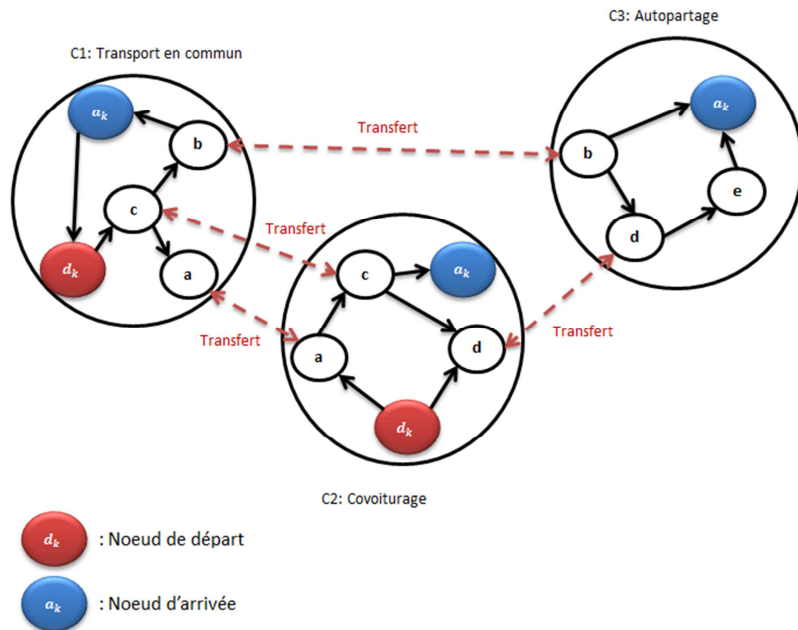 C3: Autopartage
C1: Transport en commun
a_k
b
c
d_k
a
Transfert
b
a_k
e
d
Transfert
Transfert
Transfert
c
a_k
a
d
d_k
C2: Covoiturage
d_k : Noeud de départ
a_k : Noeud d'arrivée